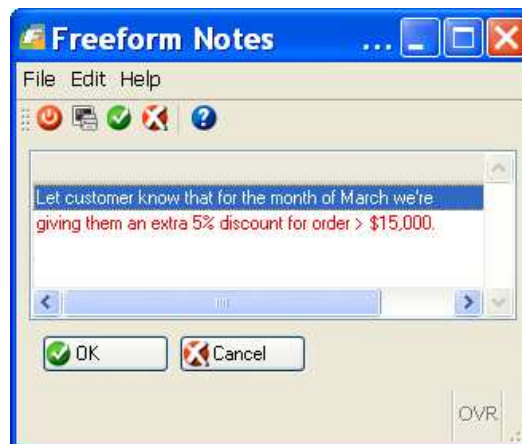 Freeform Notes ...
File Edit Help
Let customer know that for the month of March we're
giving them an extra 5% discount for order > $15,000.
OK Cancel
OVR